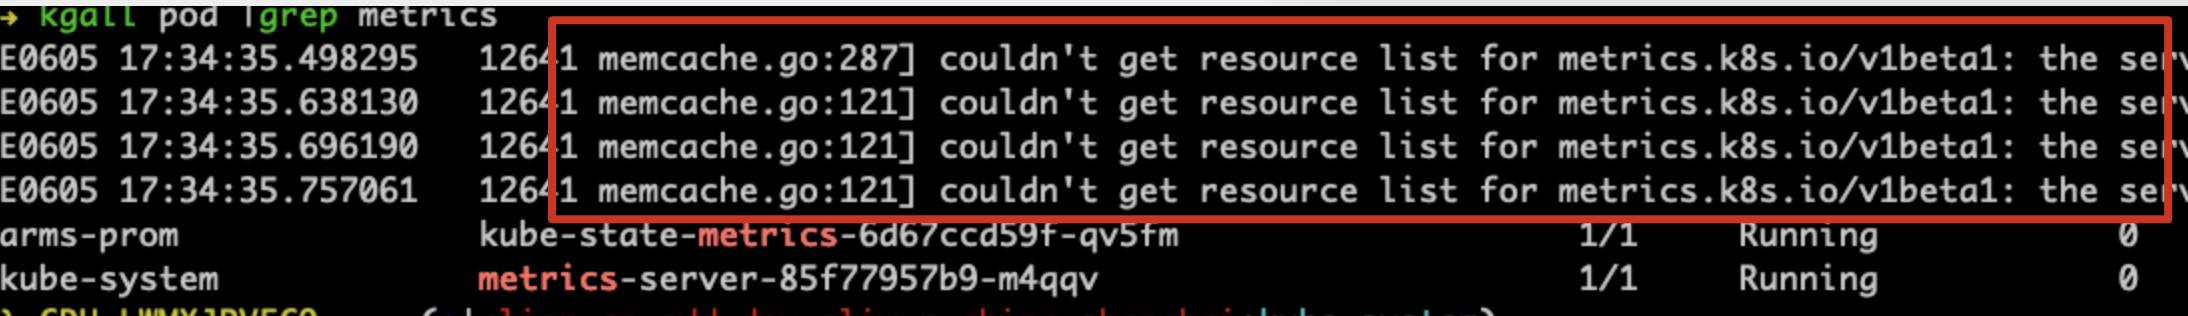 → kgall pod |grep metrics
E0605 17:34:35.498295 12641 memcache.go:287] couldn't get resource list for metrics.k8s.io/v1beta1: the serv
E0605 17:34:35.638130 12641 memcache.go:121] couldn't get resource list for metrics.k8s.io/v1beta1: the serv
E0605 17:34:35.696190 12641 memcache.go:121] couldn't get resource list for metrics.k8s.io/v1beta1: the serv
E0605 17:34:35.757061 12641 memcache.go:121] couldn't get resource list for metrics.k8s.io/v1beta1: the serv
arms-prom kube-state-metrics-6d67ccd59f-qv5fm 1/1 Running 0
kube-system metrics-server-85f77957b9-m4qqv 1/1 Running 0